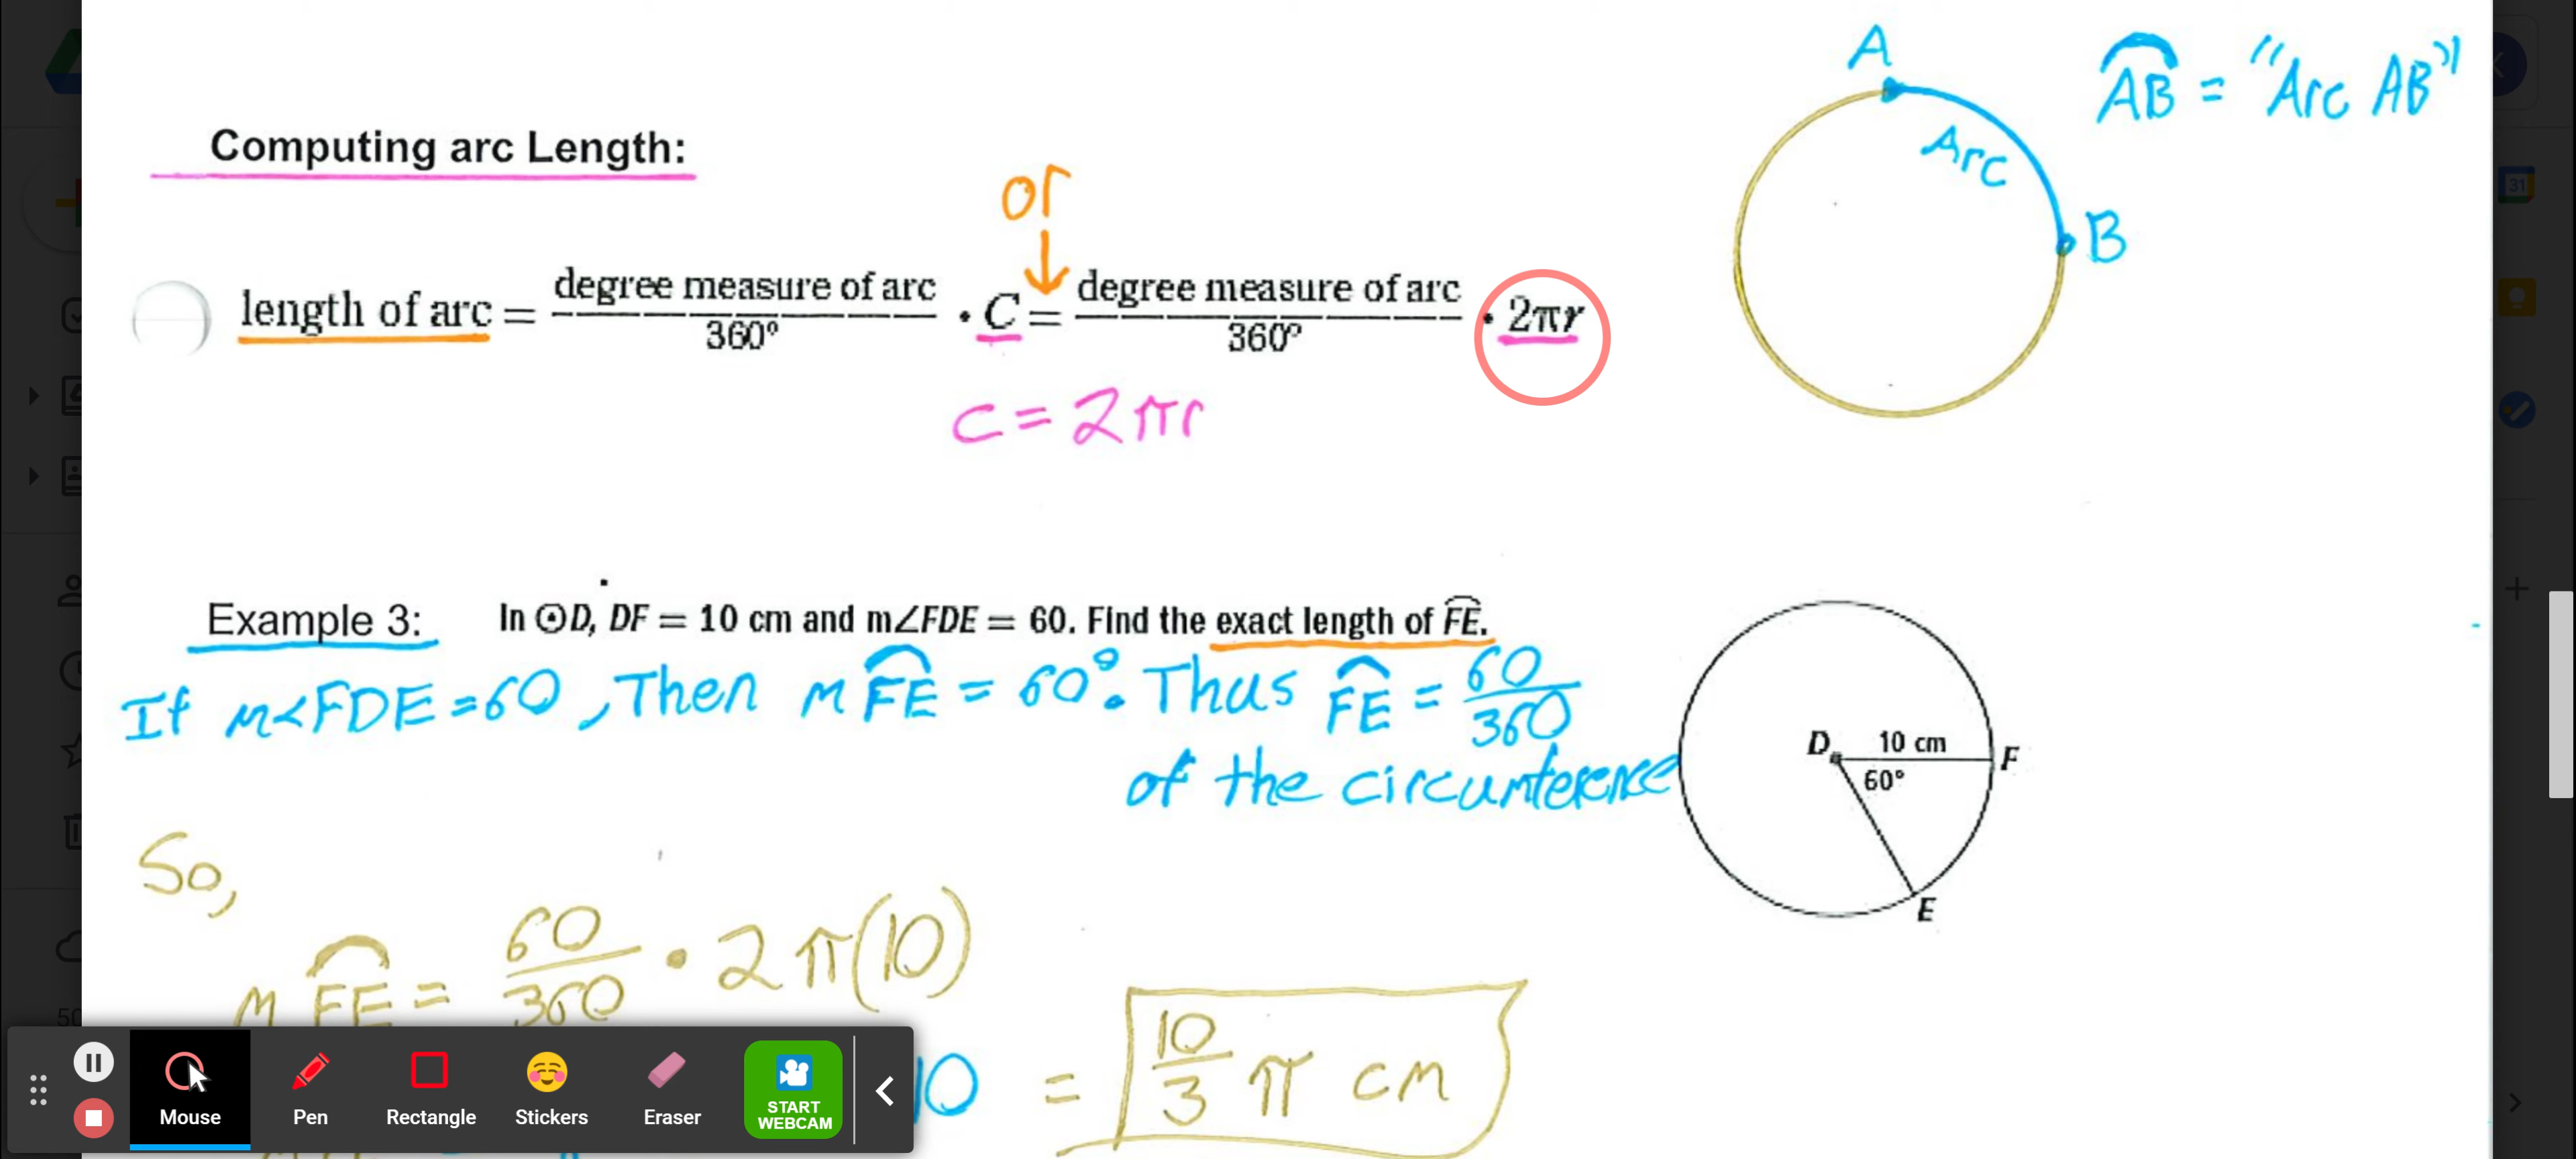 A
⌒AB = "Arc AB"
Computing arc Length:
Arc
or
↓
B
length of arc = degree measure of arc / 360° · C = degree measure of arc / 360° · 2πr
C = 2πr
Example 3: In ⊙D, DF = 10 cm and m∠FDE = 60. Find the exact length of ⌒FE.
If m<FDE=60, Then m⌒FE = 60°. Thus ⌒FE = 60/360
of the circumference
D 10 cm F
60°
E
So,
m⌒FE = 60/360 · 2π(10)
10 = 10/3 π cm
Mouse Pen Rectangle Stickers Eraser START WEBCAM
31